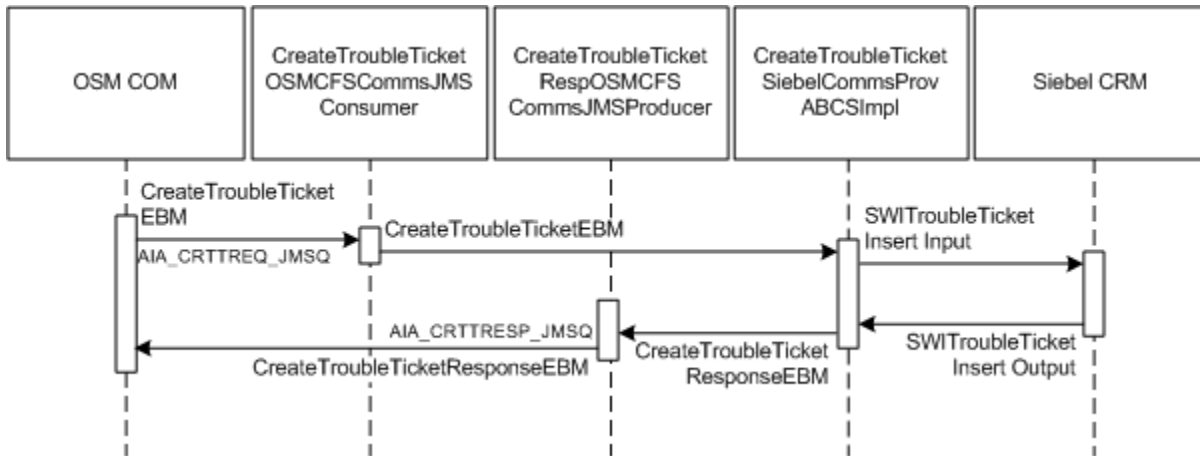 OSM COM
CreateTroubleTicket
OSMCFSCommsJMS
Consumer
CreateTroubleTicket
RespOSMCFS
CommsJMSProducer
CreateTroubleTicket
SiebelCommsProv
ABCSImpl
Siebel CRM
CreateTroubleTicket
EBM
AIA_CRTTREQ_JMSQ
CreateTroubleTicketEBM
SWITroubleTicket
Insert Input
AIA_CRTTRESP_JMSQ
CreateTroubleTicketResponseEBM
CreateTroubleTicket
ResponseEBM
SWITroubleTicket
Insert Output